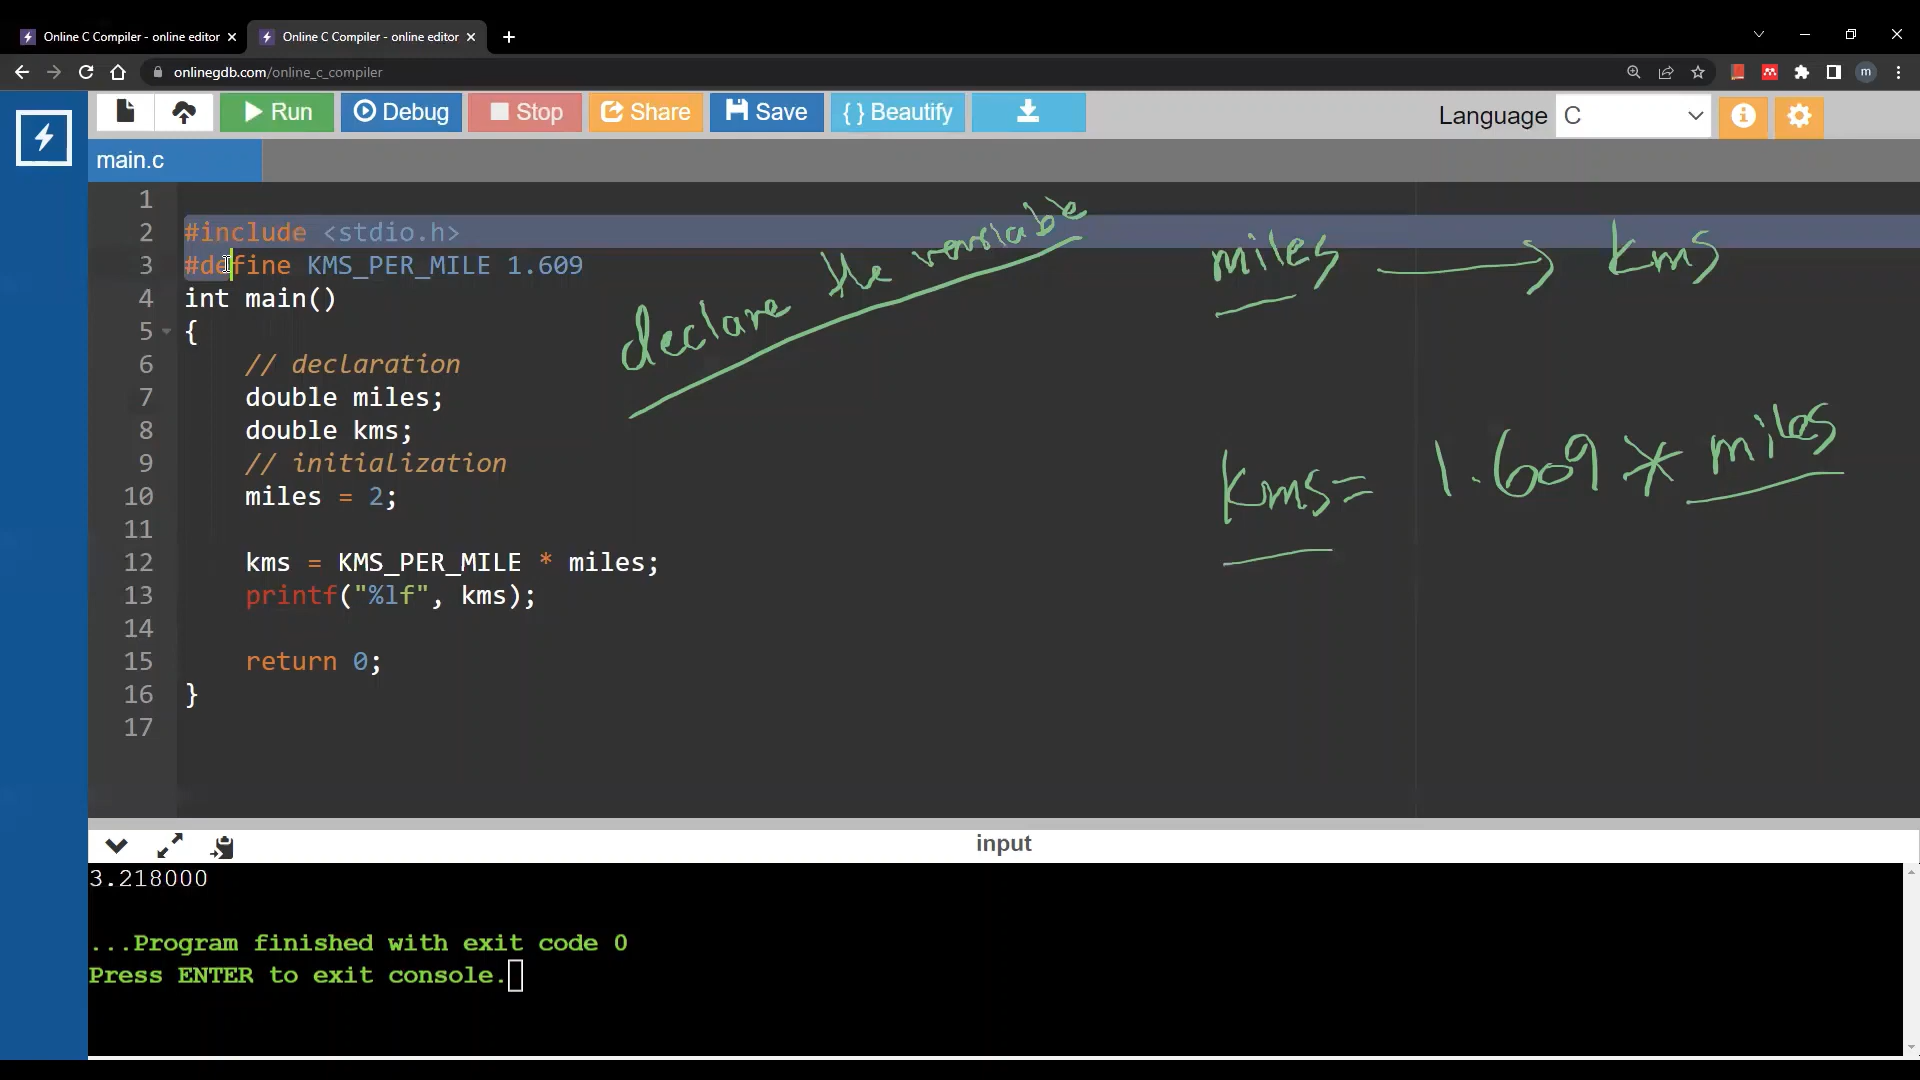 Online C Compiler - online editor
Online C Compiler - online editor
onlinegdb.com/online_c_compiler
m
Run
Debug
Stop
Share
Save
{ } Beautify
Language
C
main.c
1
2 #include <stdio.h>
3 #define KMS_PER_MILE 1.609
4 int main()
5 {
6 // declaration
7 double miles;
8 double kms;
9 // initialization
10 miles = 2;
11
12 kms = KMS_PER_MILE * miles;
13 printf("%lf", kms);
14
15 return 0;
16 }
17
declare the variable
miles → kms
kms= 1.609 * miles
input
3.218000
...Program finished with exit code 0
Press ENTER to exit console.